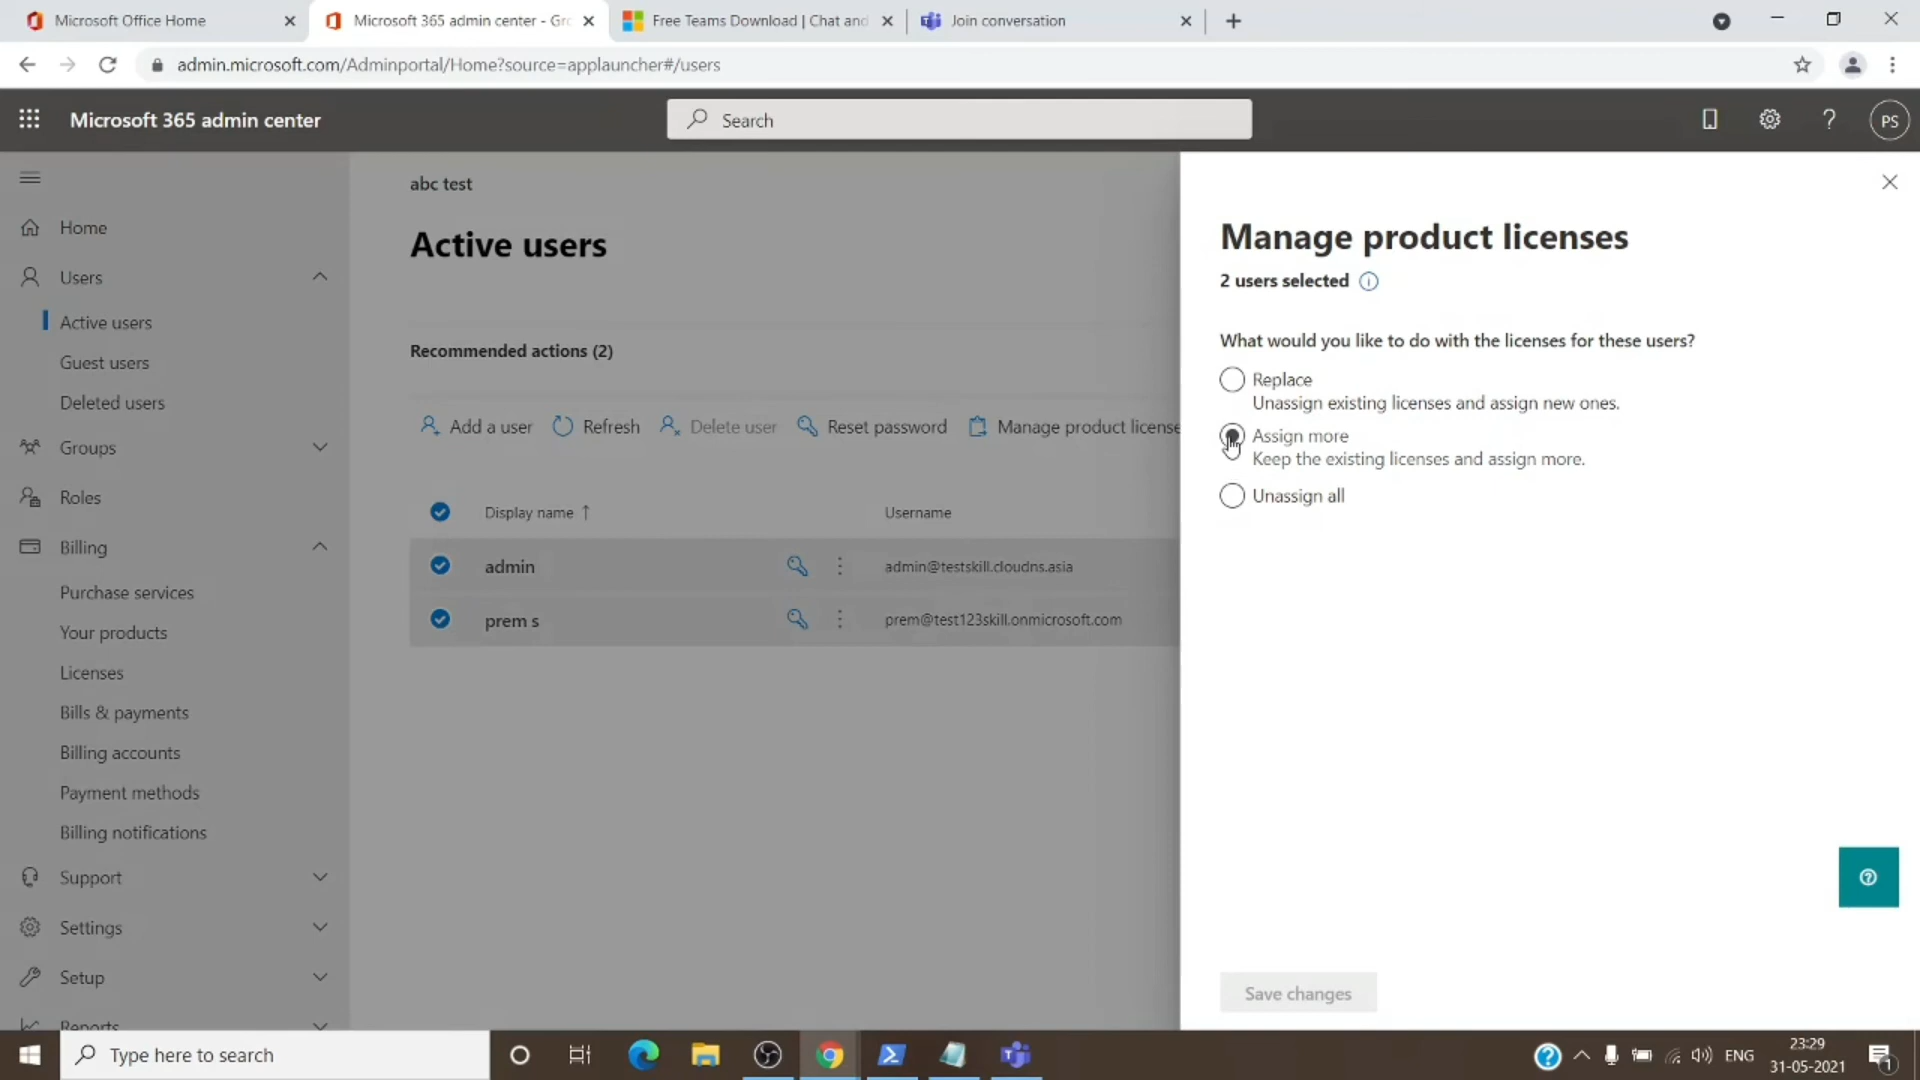 Microsoft Office Home
Microsoft 365 admin center - Gro
Free Teams Download | Chat and
Join conversation
admin.microsoft.com/Adminportal/Home?source=applauncher#/users
Microsoft 365 admin center
Search
PS
Home
Users
Active users
Guest users
Deleted users
Groups
Roles
Billing
Purchase services
Your products
Licenses
Bills & payments
Billing accounts
Payment methods
Billing notifications
Support
Settings
Setup
Reports
abc test
Active users
Recommended actions (2)
Add a user
Refresh
Delete user
Reset password
Manage product license
Display name ↑
Username
admin
admin@testskill.cloudns.asia
prem s
prem@test123skill.onmicrosoft.com
Manage product licenses
2 users selected
What would you like to do with the licenses for these users?
Replace
Unassign existing licenses and assign new ones.
Assign more
Keep the existing licenses and assign more.
Unassign all
Save changes
Type here to search
ENG
23:29
31-05-2021
1